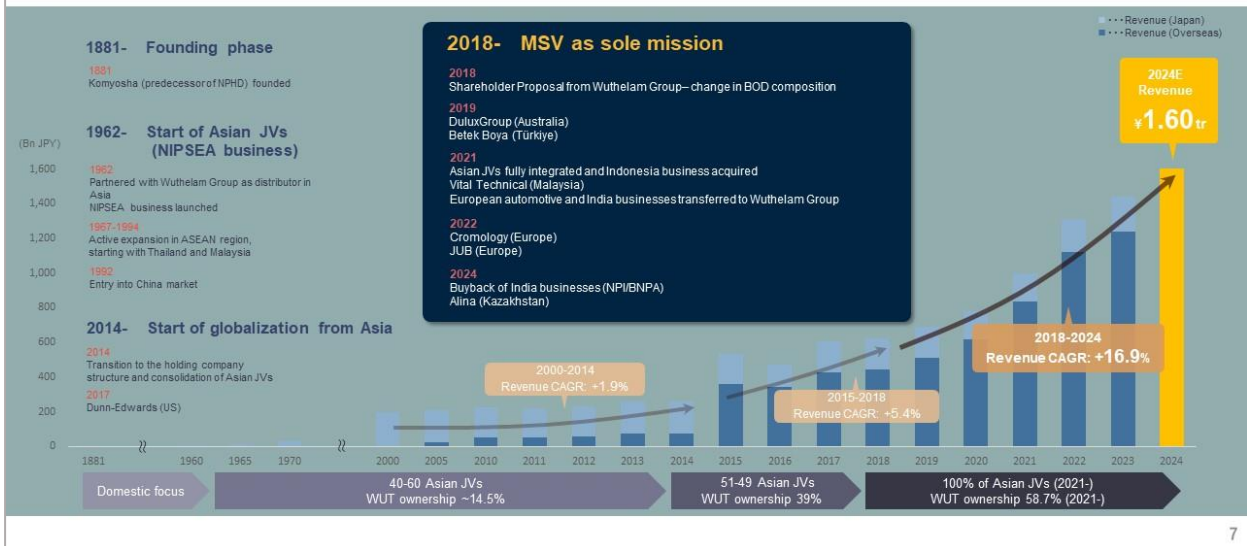 ・・・Revenue (Japan)
・・・Revenue (Overseas)
1881- Founding phase
1881
Komyosha (predecessor of NPHD) founded
1962- Start of Asian JVs
(NIPSEA business)
1962
Partnered with Wuthelam Group as distributor in
Asia
NIPSEA business launched
1967-1994
Active expansion in ASEAN region,
starting with Thailand and Malaysia
1992
Entry into China market
2014- Start of globalization from Asia
2014
Transition to the holding company
structure and consolidation of Asian JVs
2017
Dunn-Edwards (US)
2018- MSV as sole mission
2018
Shareholder Proposal from Wuthelam Group– change in BOD composition
2019
DuluxGroup (Australia)
Betek Boya (Türkiye)
2021
Asian JVs fully integrated and Indonesia business acquired
Vital Technical (Malaysia)
European automotive and India businesses transferred to Wuthelam Group
2022
Cromology (Europe)
JUB (Europe)
2024
Buyback of India businesses (NPI/BNPA)
Alina (Kazakhstan)
2024E
Revenue
¥1.60 tr
(Bn JPY)
1,600
1,400
1,200
1,000
800
600
400
200
0
2000-2014
Revenue CAGR: +1.9%
2015-2018
Revenue CAGR: +5.4%
2018-2024
Revenue CAGR: +16.9%
1881 1960 1965 1970 2000 2005 2010 2011 2012 2013 2014 2015 2016 2017 2018 2019 2020 2021 2022 2023 2024
Domestic focus
40-60 Asian JVs
WUT ownership ~14.5%
51-49 Asian JVs
WUT ownership 39%
100% of Asian JVs (2021-)
WUT ownership 58.7% (2021-)
7